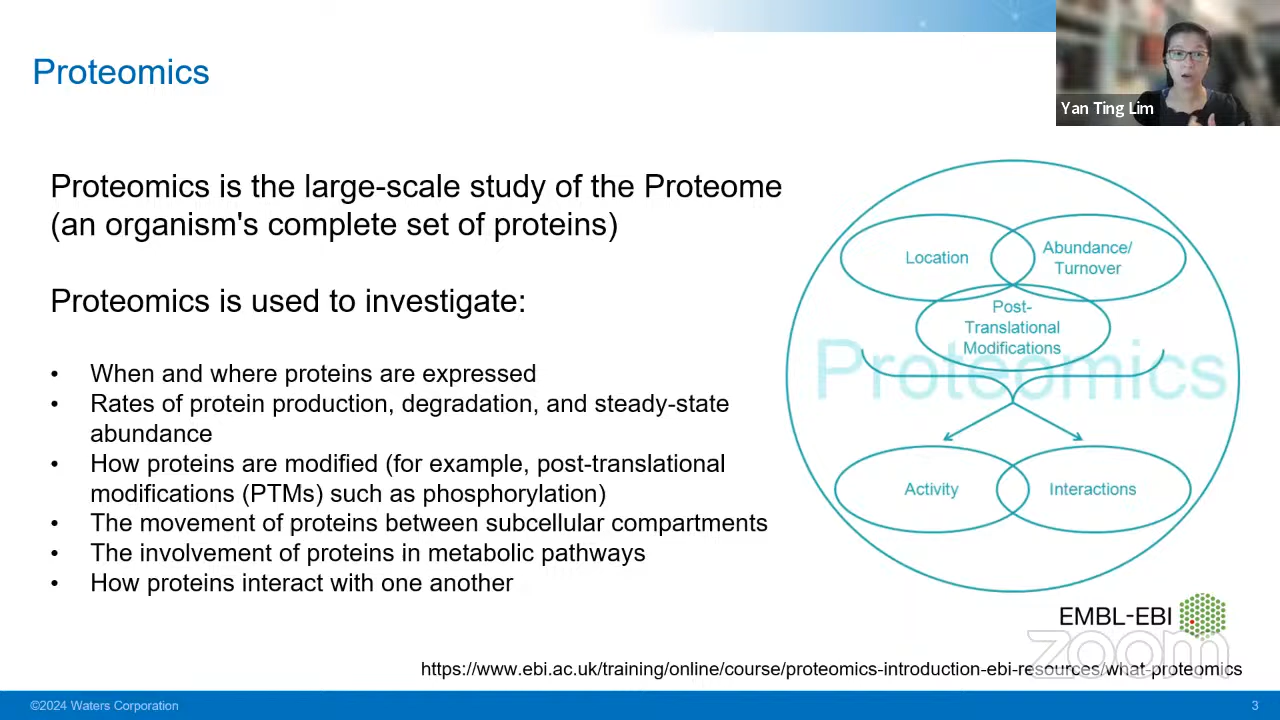 Proteomics
Yan Ting Lim
Proteomics is the large-scale study of the Proteome
(an organism's complete set of proteins)
Proteomics is used to investigate:
• When and where proteins are expressed
• Rates of protein production, degradation, and steady-state
abundance
• How proteins are modified (for example, post-translational
modifications (PTMs) such as phosphorylation)
• The movement of proteins between subcellular compartments
• The involvement of proteins in metabolic pathways
• How proteins interact with one another
Location
Abundance/
Turnover
Post-
Translational
Modifications
Proteomics
Activity
Interactions
EMBL-EBI
zoom
https://www.ebi.ac.uk/training/online/course/proteomics-introduction-ebi-resources/what-proteomics
©2024 Waters Corporation
3